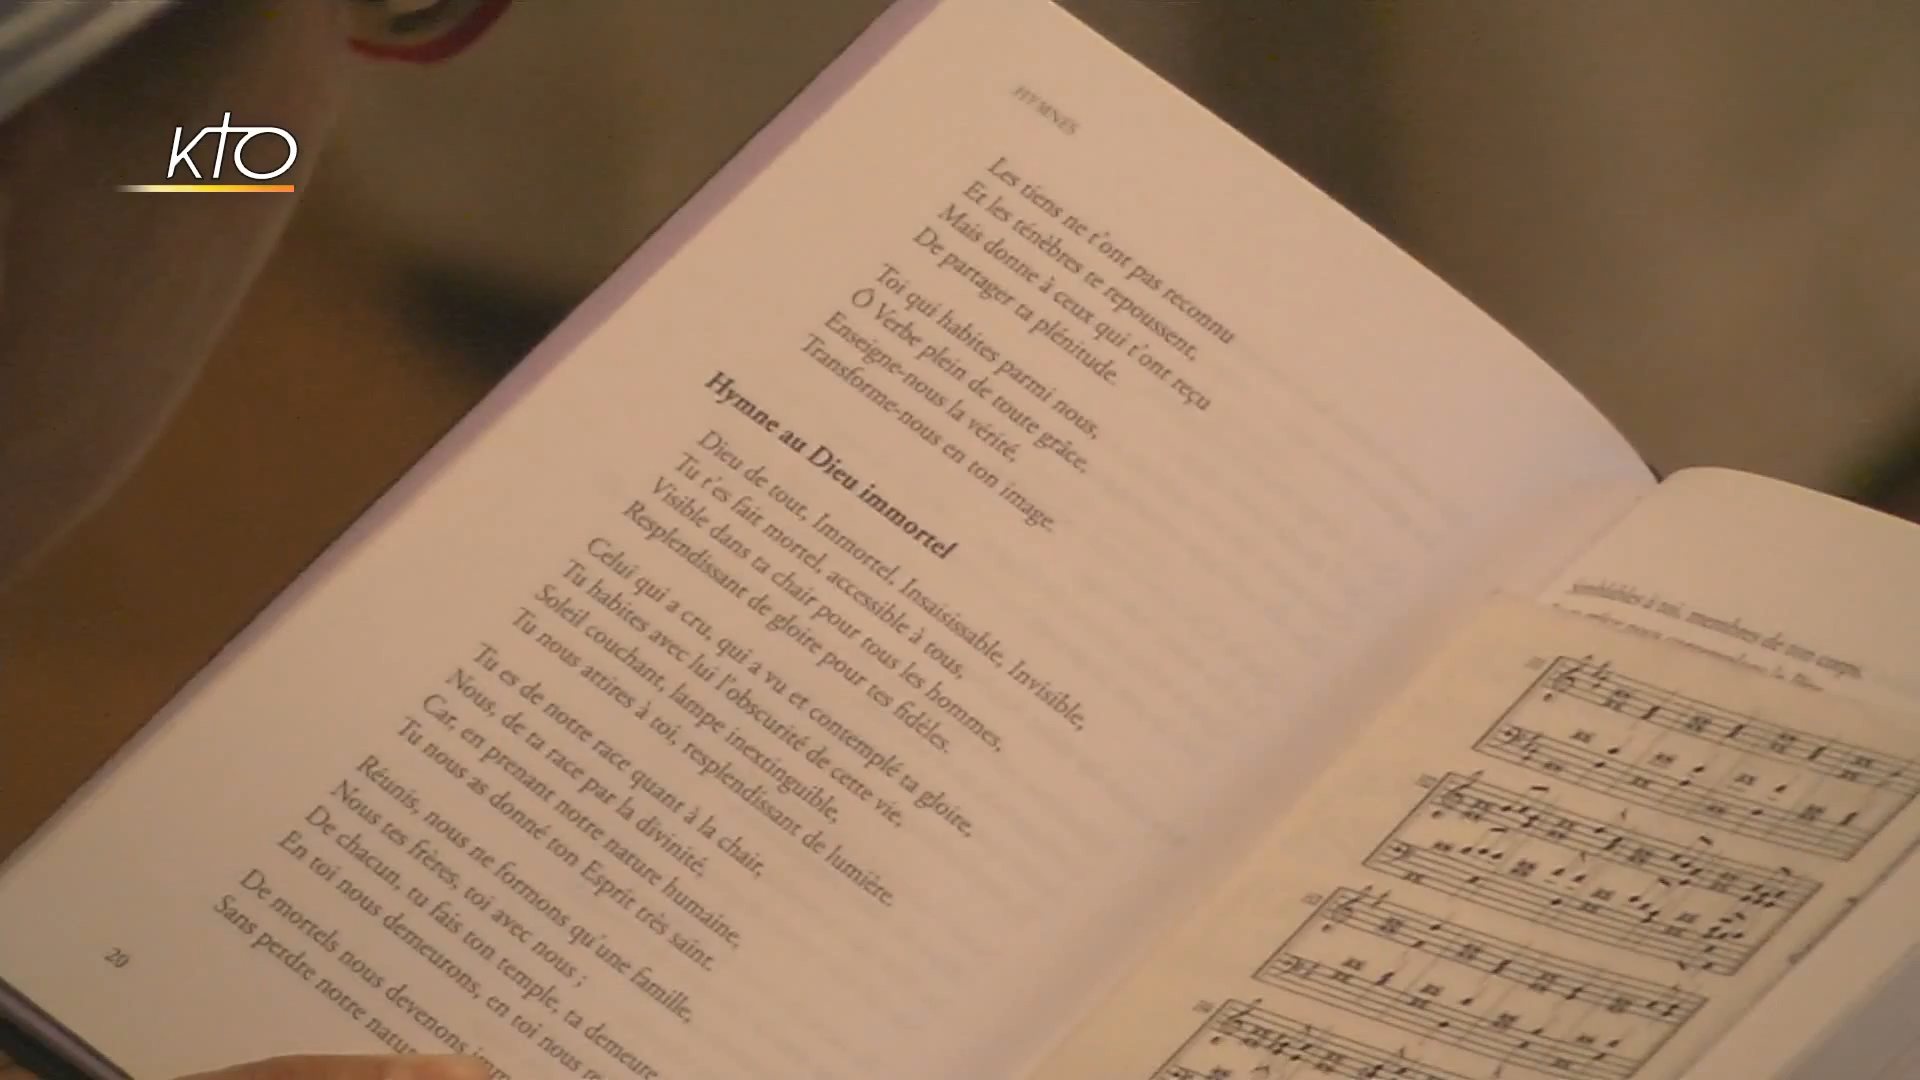 KTO
HYMNES
Les tiens ne t'ont pas reconnu
Et les ténèbres te repoussent,
Mais donne à ceux qui t'ont reçu
De partager ta plénitude.
Toi qui habites parmi nous,
Ô Verbe plein de toute grâce,
Enseigne-nous la vérité,
Transforme-nous en ton image.
Hymne au Dieu immortel
Dieu de tout, Immortel, Insaisissable, Invisible,
Tu t'es fait mortel, accessible à tous,
Visible dans ta chair pour tous les hommes,
Resplendissant de gloire pour tes fidèles.
Celui qui a cru, qui a vu et contemplé ta gloire,
Tu habites avec lui l'obscurité de cette vie,
Soleil couchant, lampe inextinguible,
Tu nous attires à toi, resplendissant de lumière.
Tu es de notre race quant à la chair,
Nous, de ta race par la divinité,
Car, en prenant notre nature humaine,
Tu nous as donné ton Esprit très saint.
Réunis, nous ne formons qu'une famille,
Nous tes frères, toi avec nous ;
De chacun, tu fais ton temple, ta demeure
En toi nous demeurons, en toi nous
De mortels nous devenons
Sans perdre notre
20
à toi, membres de ton corps,